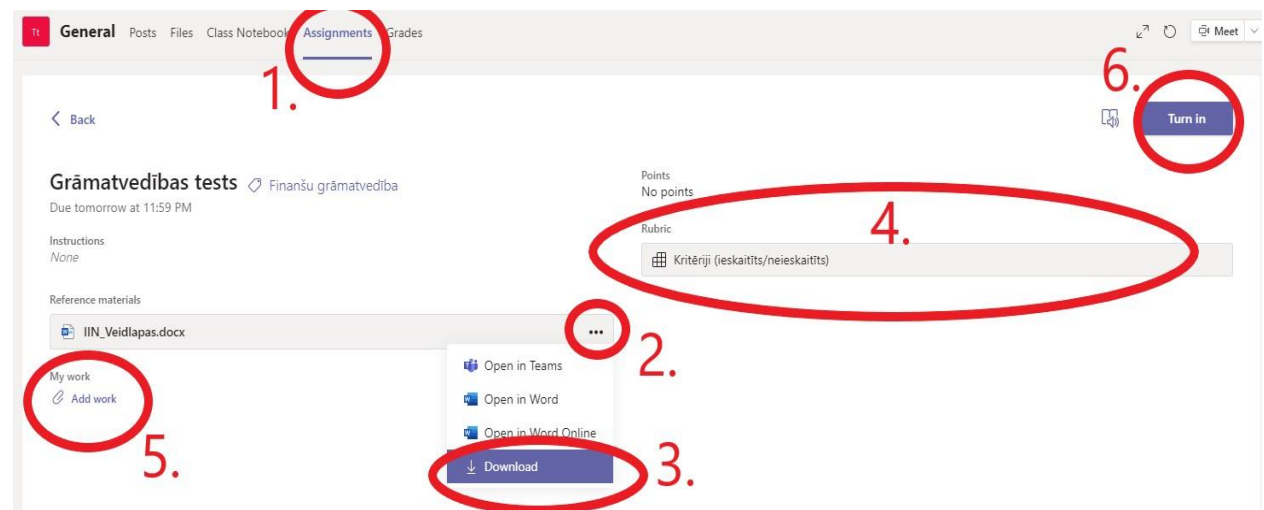 Tt General Posts Files Class Notebook Assignments Grades Meet
1.
6.
Back
Turn in
Grāmatvedības tests Finanšu grāmatvedība
Due tomorrow at 11:59 PM
Instructions
None
Reference materials
IIN_Veidlapas.docx
2.
Open in Teams
Open in Word
Open in Word Online
Download
3.
My work
Add work
5.
Points
No points
4.
Rubric
Kritēriji (ieskaitīts/neieskaitīts)